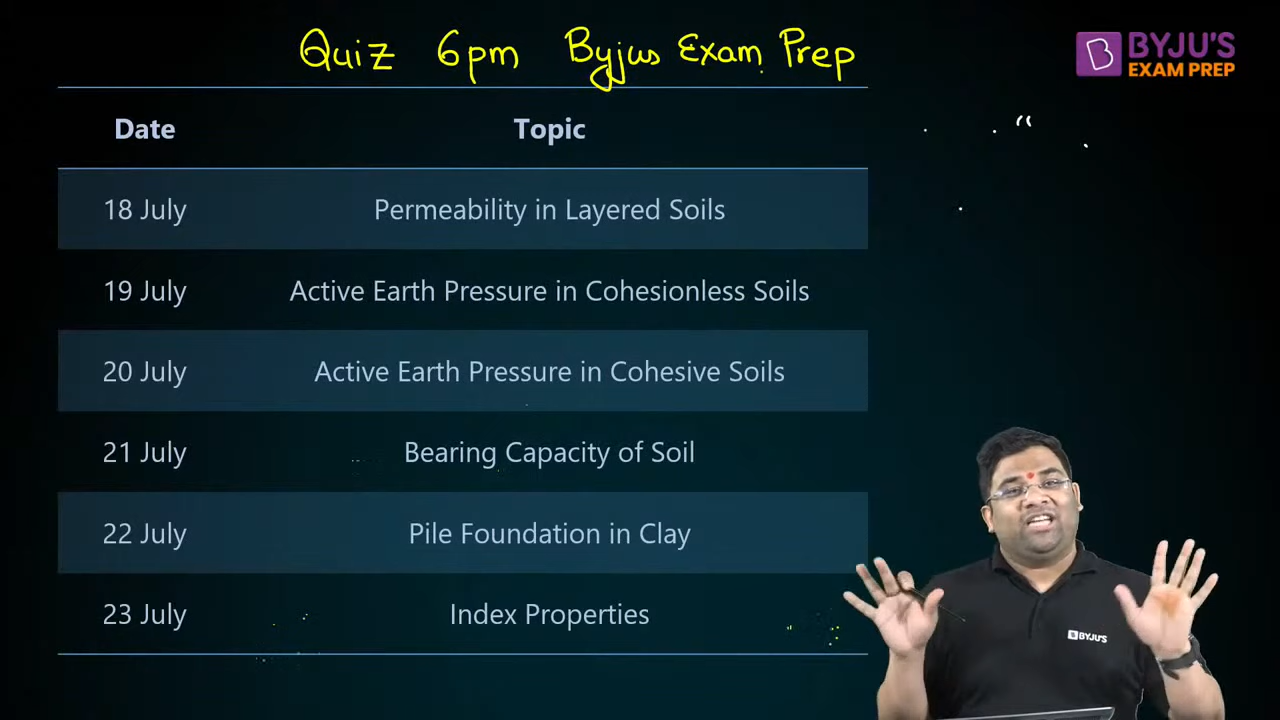 Quiz 6pm Byjus Exam Prep
BYJU'S
EXAM PREP
Date Topic
18 July Permeability in Layered Soils
19 July Active Earth Pressure in Cohesionless Soils
20 July Active Earth Pressure in Cohesive Soils
21 July Bearing Capacity of Soil
22 July Pile Foundation in Clay
23 July Index Properties
BYJU'S